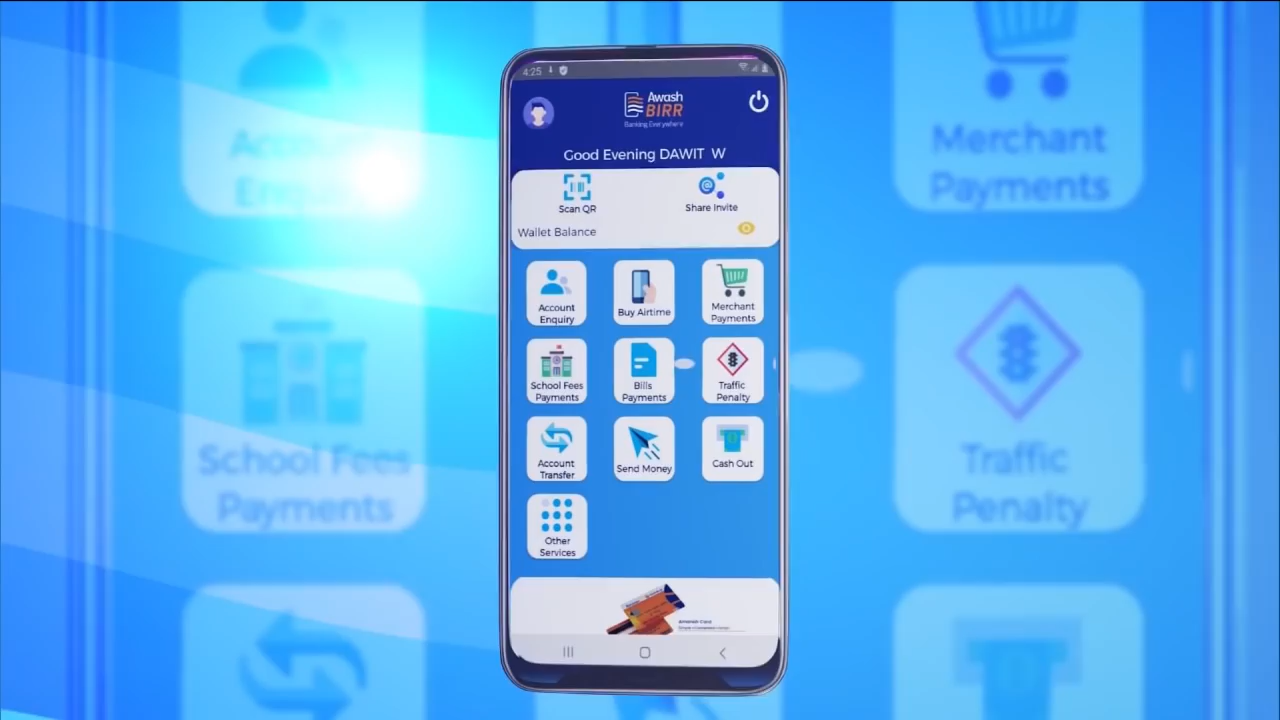 4:25
Awash
BIRR
Banking Everywhere
Good Evening DAWIT W
Scan QR
Share Invite
Wallet Balance
Account
Enquiry
Buy Airtime
Merchant
Payments
School Fees
Payments
Bills
Payments
Traffic
Penalty
Account
Transfer
Send Money
Cash Out
Other
Services
Merchant
Payments
School Fees
Payments
Traffic
Penalty